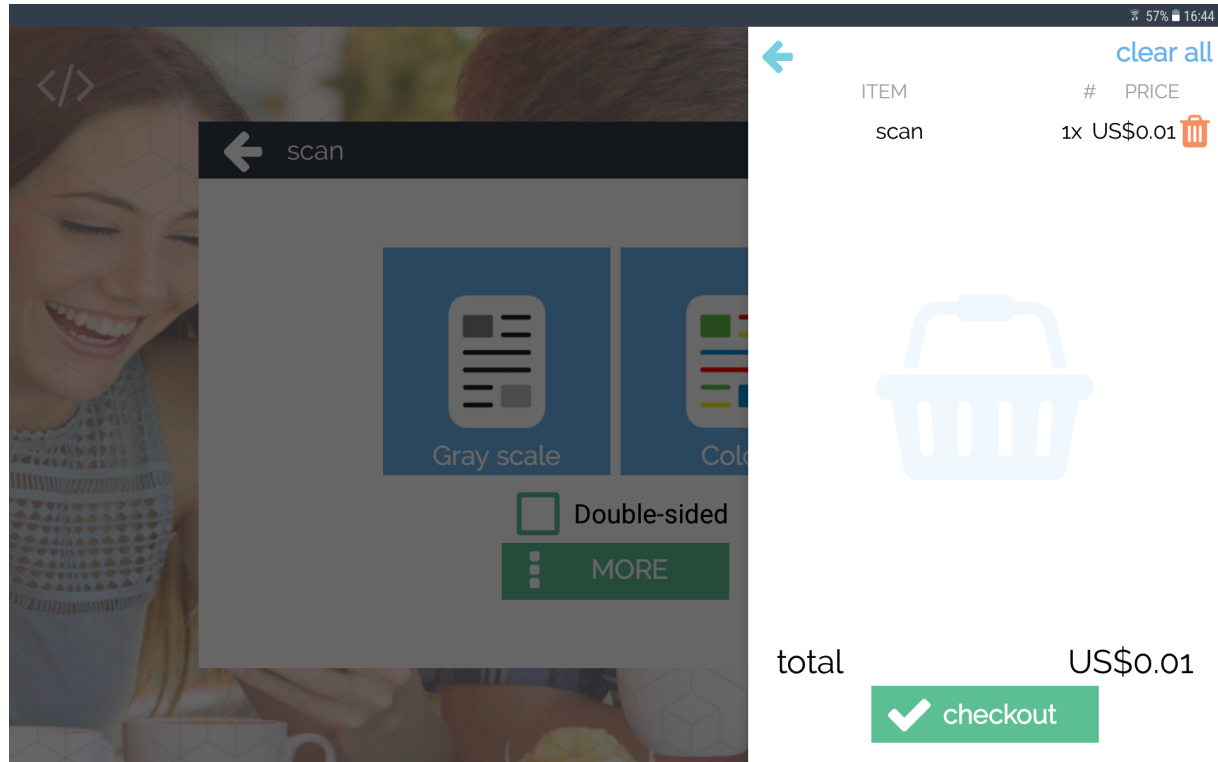 57% 16:44
clear all
ITEM # PRICE
scan 1x US$0.01
total US$0.01
checkout
</>
scan
Gray scale
Double-sided
MORE